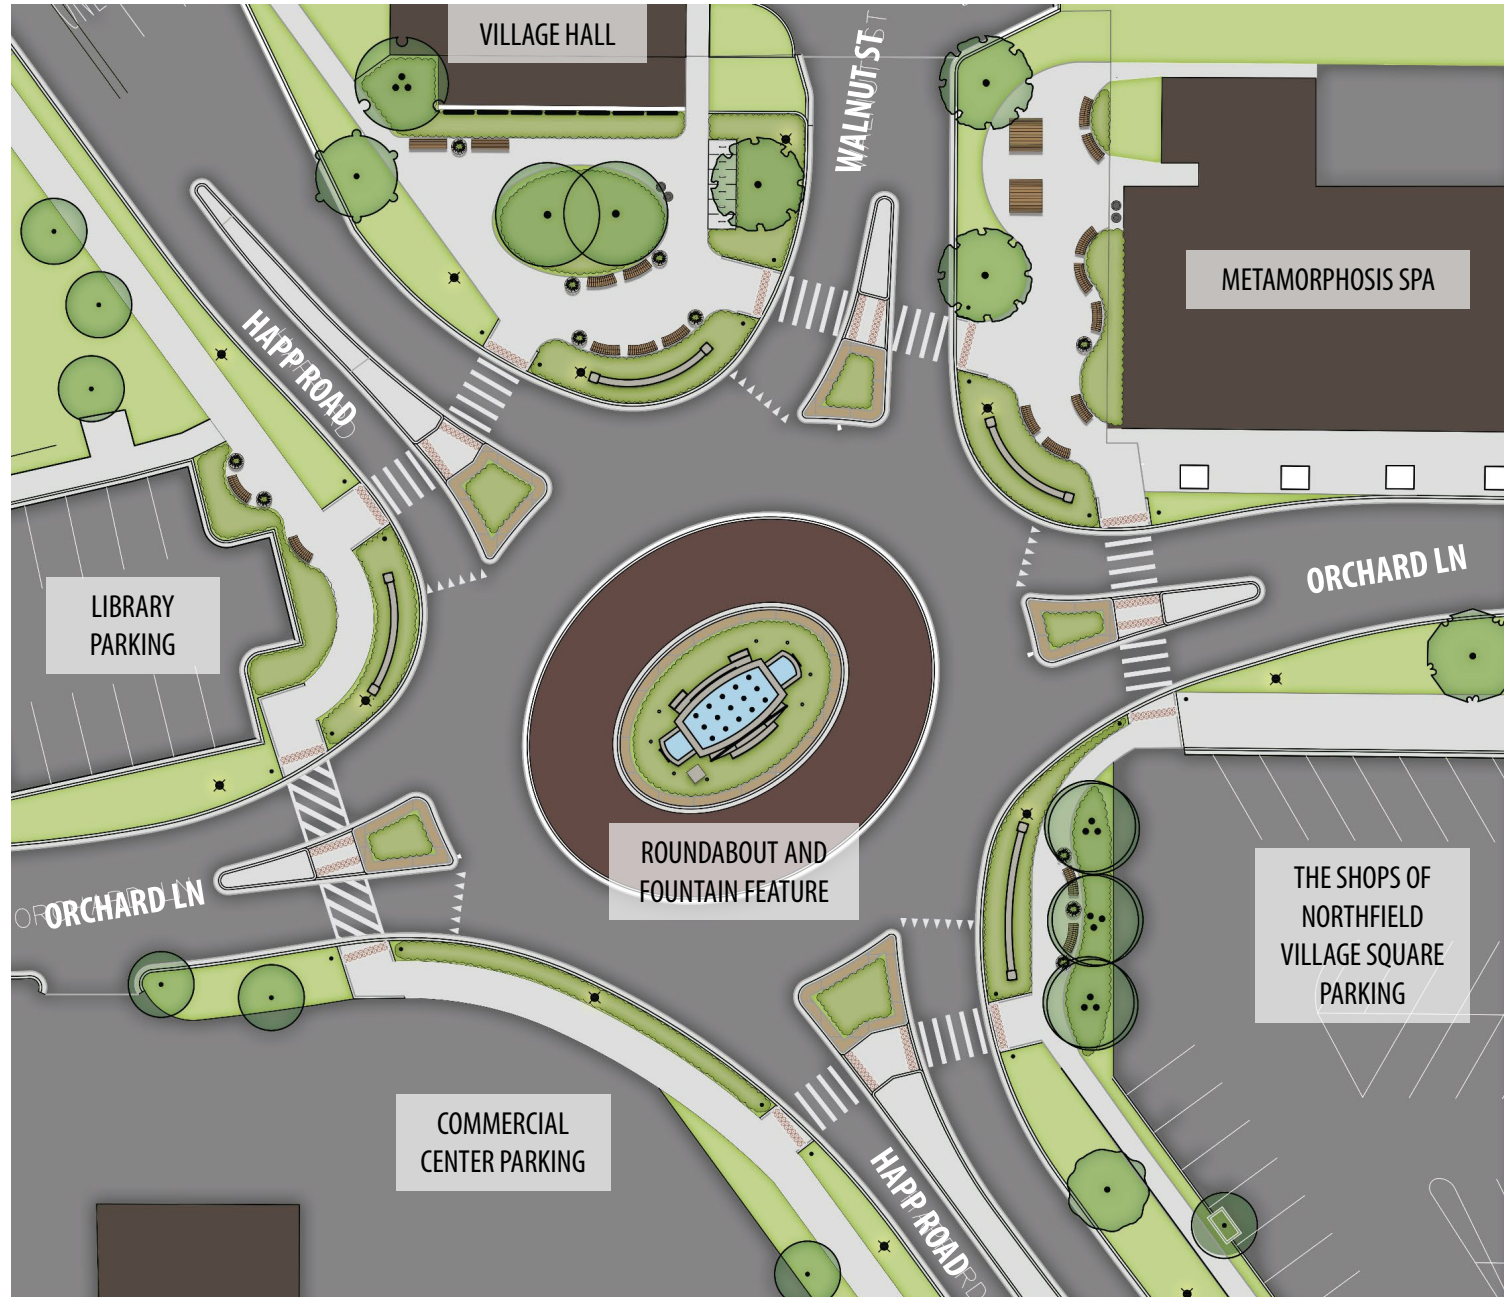 VILLAGE HALL
WALNUT ST
METAMORPHOSIS SPA
HAPP ROAD
ORCHARD LN
LIBRARY
PARKING
ROUNDABOUT AND
FOUNTAIN FEATURE
ORCHARD LN
THE SHOPS OF
NORTHFIELD
VILLAGE SQUARE
PARKING
COMMERCIAL
CENTER PARKING
HAPP ROAD